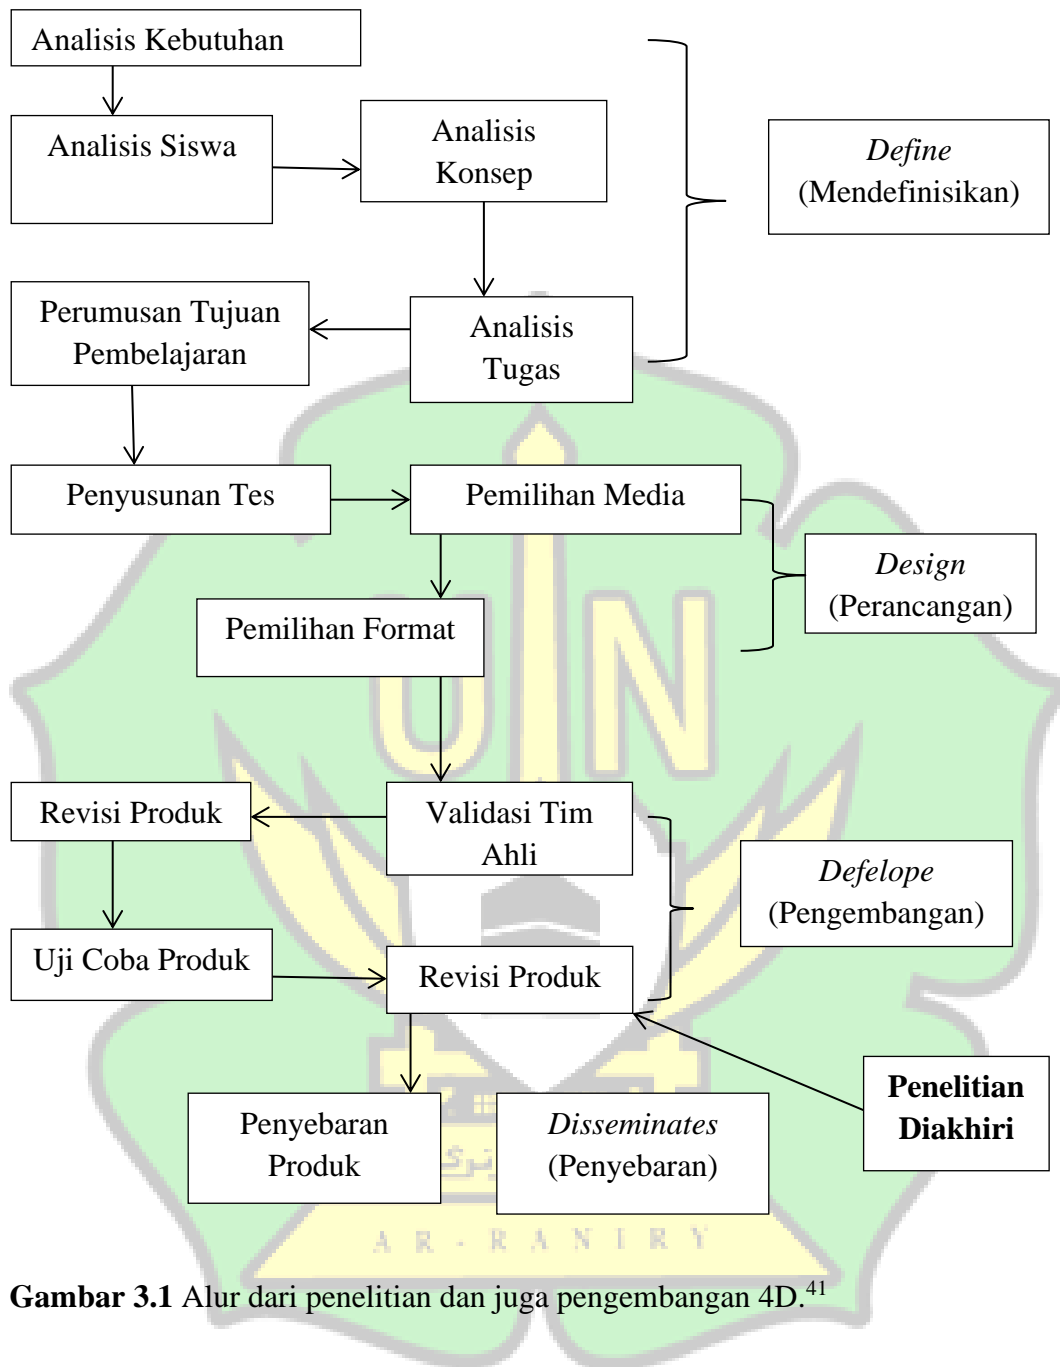 Analisis Kebutuhan
Analisis Siswa
Analisis
Konsep
Define
(Mendefinisikan)
Perumusan Tujuan
Pembelajaran
Analisis
Tugas
Penyusunan Tes
Pemilihan Media
Design
(Perancangan)
Pemilihan Format
U N
Revisi Produk
Validasi Tim
Ahli
Defelope
(Pengembangan)
Uji Coba Produk
Revisi Produk
Penelitian
Diakhiri
Penyebaran
Produk
Disseminates
(Penyebaran)
AR-RANIRY
Gambar 3.1 Alur dari penelitian dan juga pengembangan 4D.41